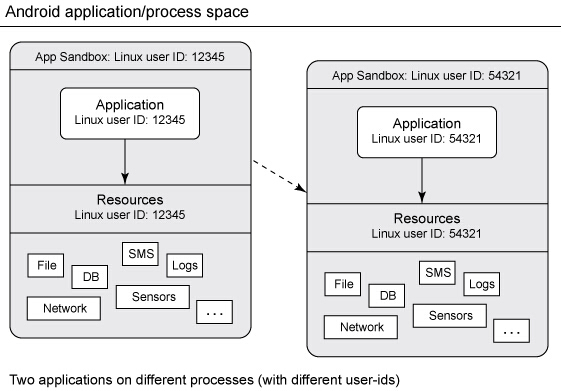 Android application/process space
App Sandbox: Linux user ID: 12345
Application
Linux user ID: 12345
Resources
Linux user ID: 12345
File
DB
SMS
Logs
Network
Sensors
...
App Sandbox: Linux user ID: 54321
Application
Linux user ID: 54321
Resources
Linux user ID: 54321
File
DB
SMS
Logs
Network
Sensors
...
Two applications on different processes (with different user-ids)